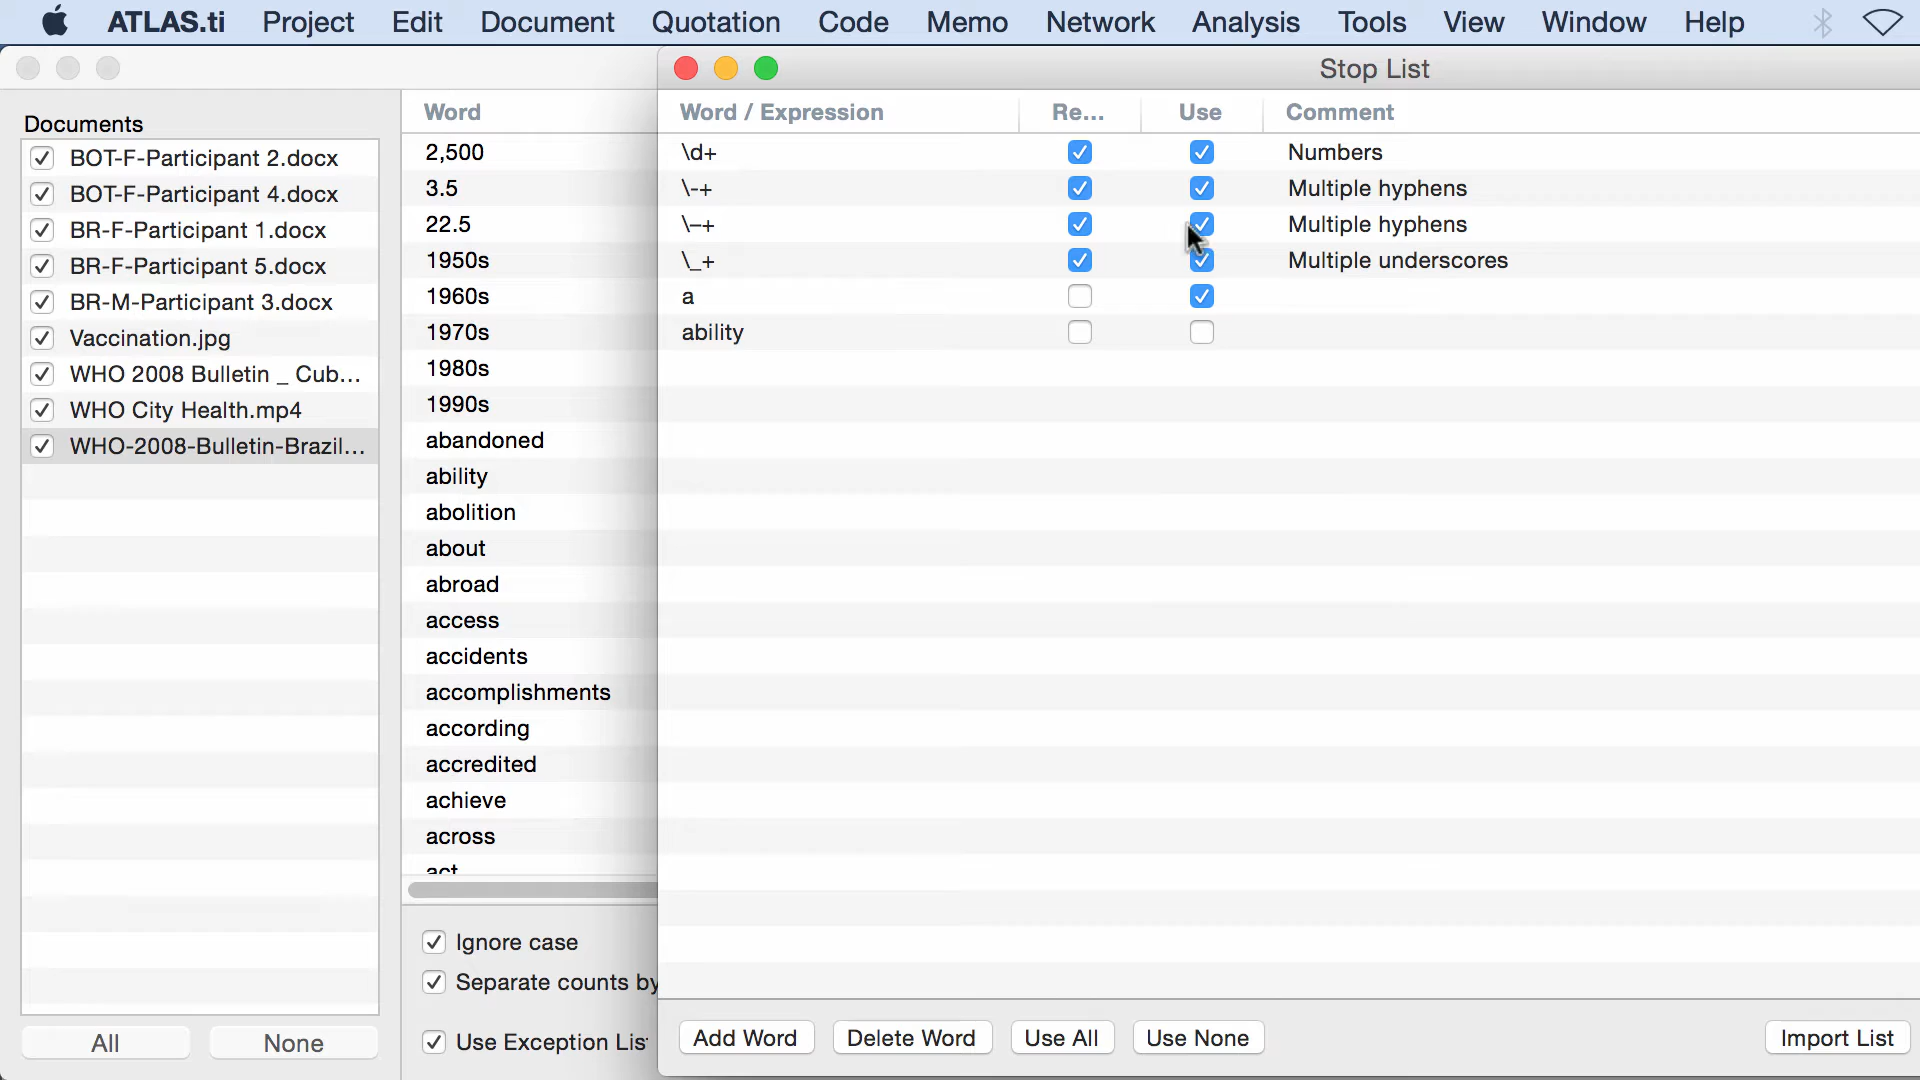 ATLAS.ti Project Edit Document Quotation Code Memo Network Analysis Tools View Window Help
Stop List
Documents
BOT-F-Participant 2.docx
BOT-F-Participant 4.docx
BR-F-Participant 1.docx
BR-F-Participant 5.docx
BR-M-Participant 3.docx
Vaccination.jpg
WHO 2008 Bulletin _ Cub...
WHO City Health.mp4
WHO-2008-Bulletin-Brazil...
All None
Word
2,500
3.5
22.5
1950s
1960s
1970s
1980s
1990s
abandoned
ability
abolition
about
abroad
access
accidents
accomplishments
according
accredited
achieve
across
act
Ignore case
Separate counts by
Use Exception Lis
Word / Expression Re... Use Comment
\d+ Numbers
\-+ Multiple hyphens
\–+ Multiple hyphens
\_+ Multiple underscores
a
ability
Add Word Delete Word Use All Use None Import List